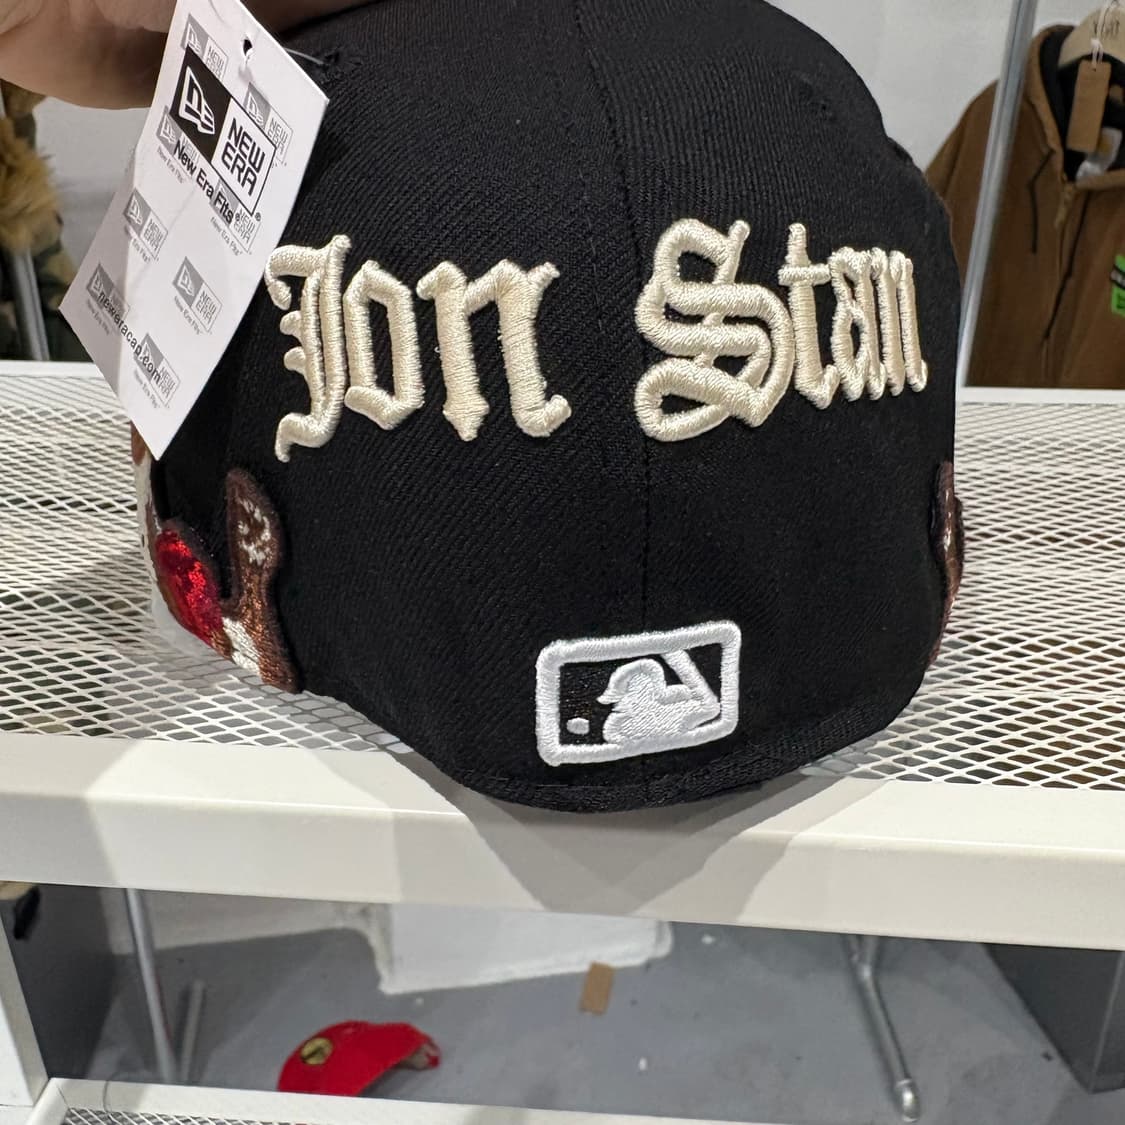 NEW
ERA
New Era Fits
neweracap.com
Jon Stan